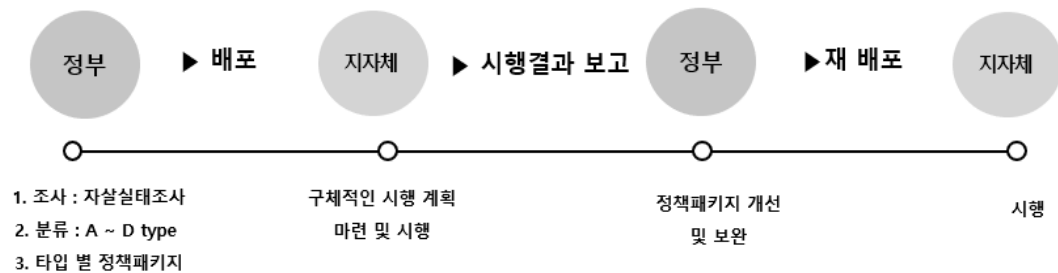 정부
▶ 배포
지자체
▶ 시행결과 보고
정부
▶재 배포
지자체
1. 조사 : 자살실태조사
2. 분류 : A ~ D type
3. 타입 별 정책패키지
구체적인 시행 계획
마련 및 시행
정책패키지 개선
및 보완
시행